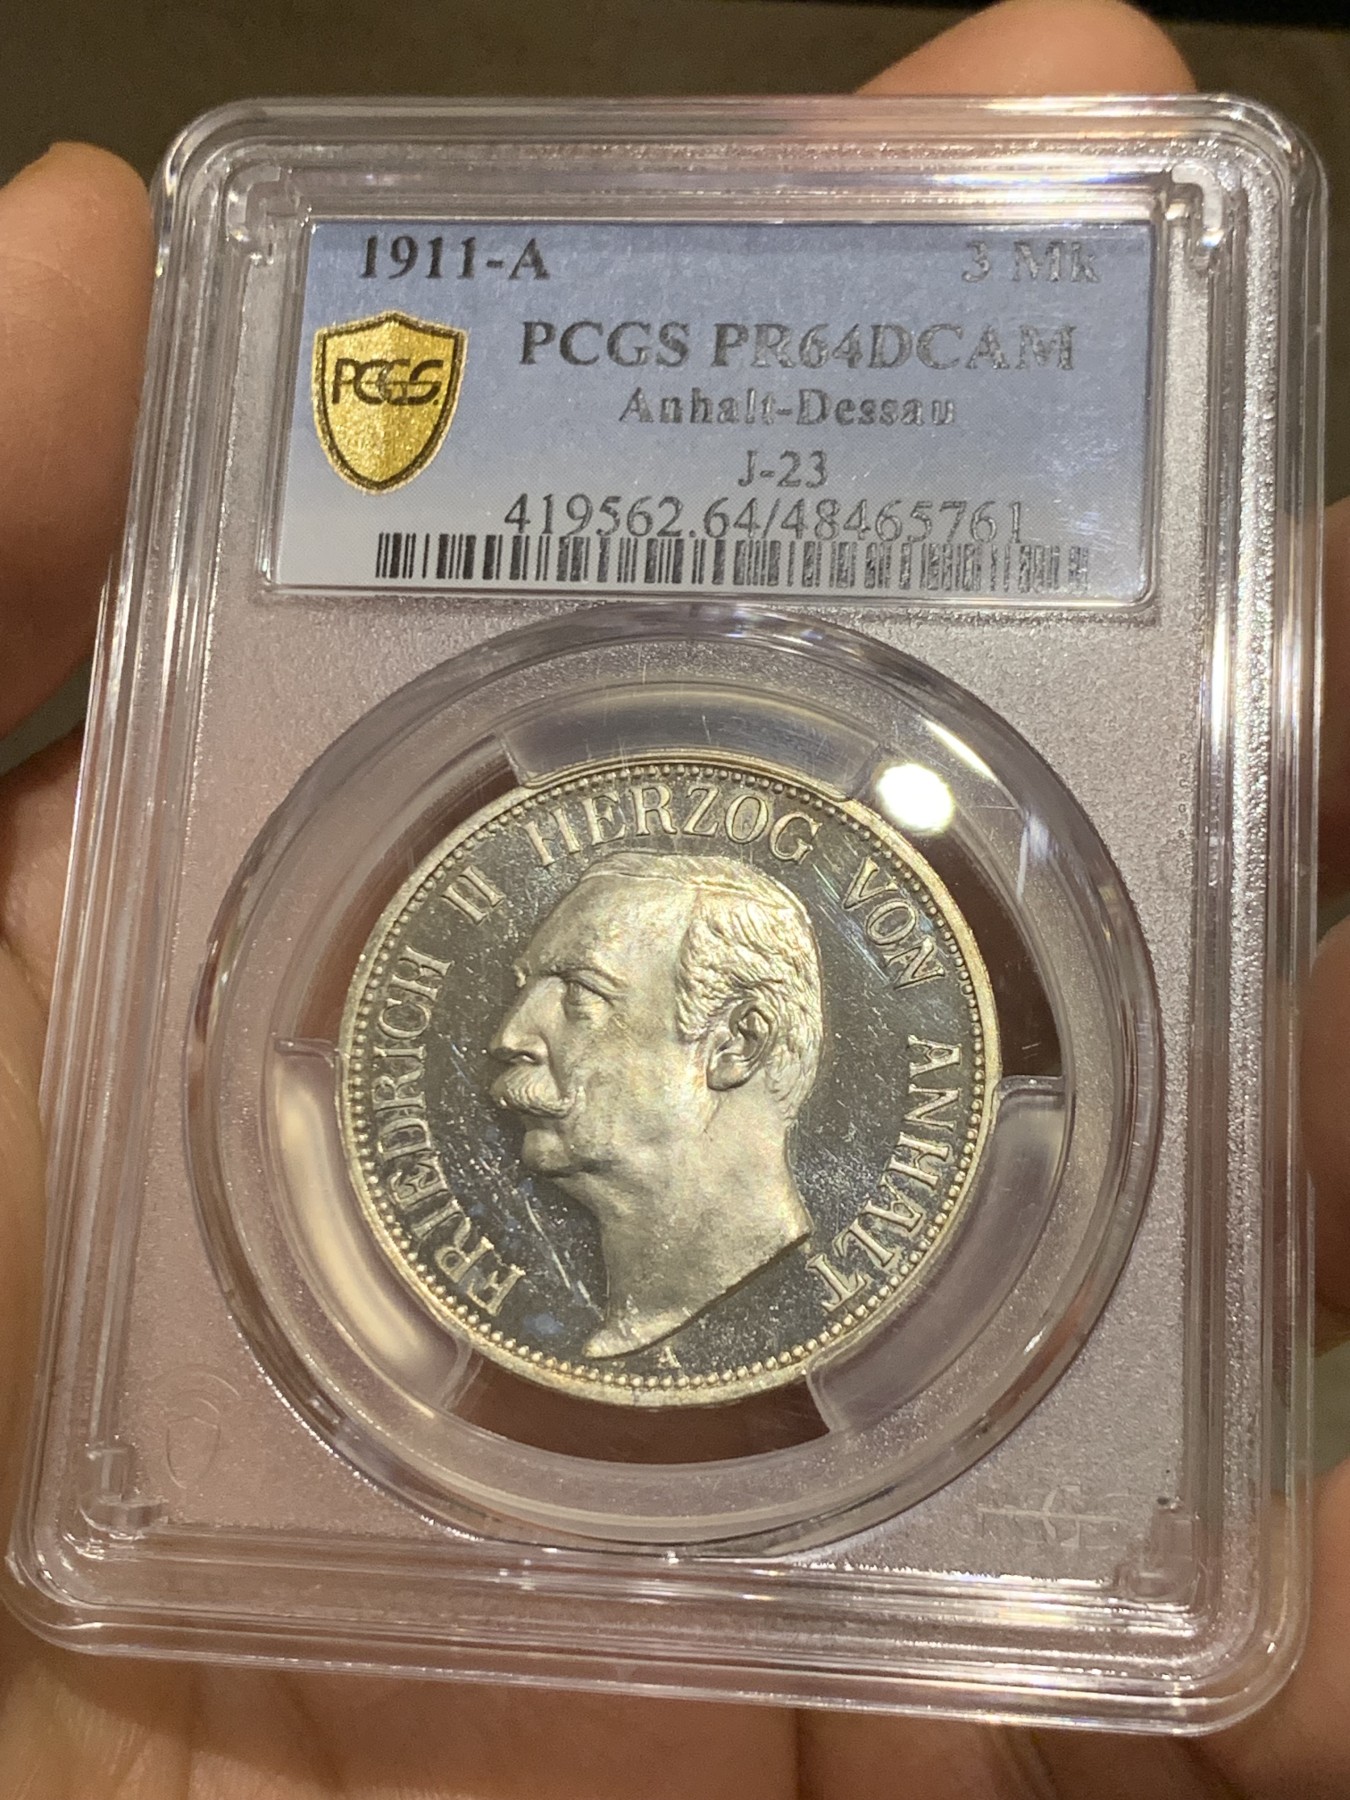 1911-A 3 Mk
PCGS PR64DCAM
PCGS
Anhalt-Dessau
J-23
419562.64/48465761
FRIEDRICH II HERZOG VON ANHALT
A